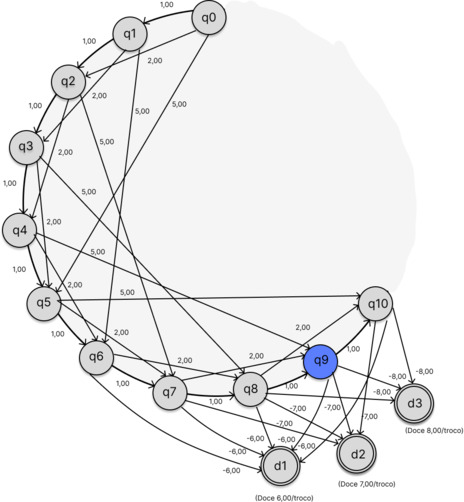 1,00
q0
q1
1,00
2,00
q2
2,00
1,00
5,00
5,00
q3
2,00
1,00
5,00
q4
2,00
5,00
1,00
2,00
5,00
q5
q10
1,00
2,00
2,00
1,00
q6
2,00
2,00
q9
-8,00
1,00
q7
1,00
q8
1,00
-8,00
-8,00
d3
-7,00
-7,00
-7,00
-7,00
(Doce 8,00/troco)
-6,00
-6,00
-6,00
-6,00
-6,00
d1
d2
(Doce 7,00/troco)
(Doce 6,00/troco)